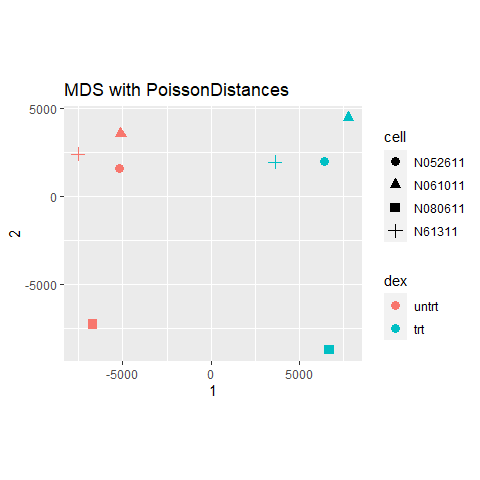 MDS with PoissonDistances
5000
0
-5000
2
-5000
0
5000
1
cell
N052611
N061011
N080611
N61311
dex
untrt
trt